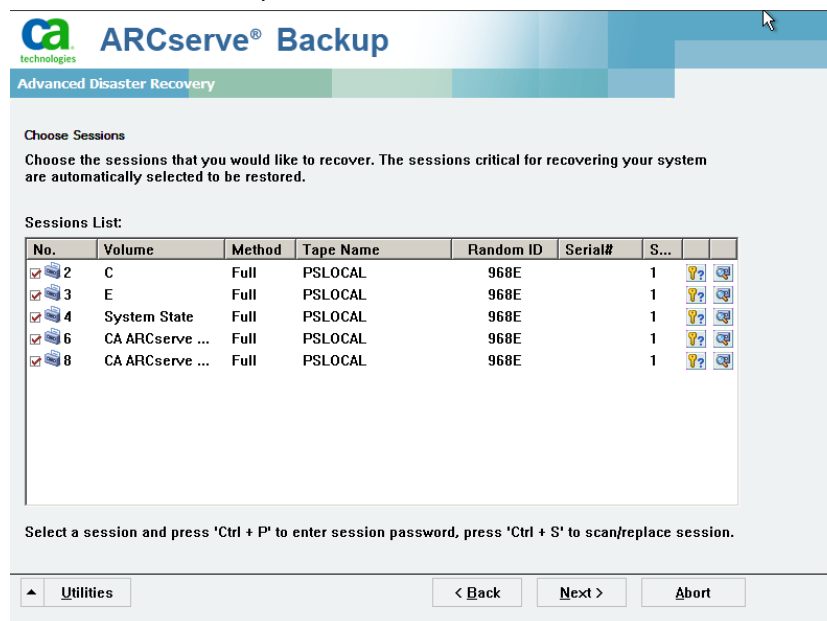 ca
technologies
ARCserve® Backup
Advanced Disaster Recovery
Choose Sessions
Choose the sessions that you would like to recover. The sessions critical for recovering your system
are automatically selected to be restored.
Sessions List:
No. Volume Method Tape Name Random ID Serial# S...
2 C Full PSLOCAL 968E 1
3 E Full PSLOCAL 968E 1
4 System State Full PSLOCAL 968E 1
6 CA ARCserve ... Full PSLOCAL 968E 1
8 CA ARCserve ... Full PSLOCAL 968E 1
Select a session and press 'Ctrl + P' to enter session password, press 'Ctrl + S' to scan/replace session.
Utilities < Back Next > Abort